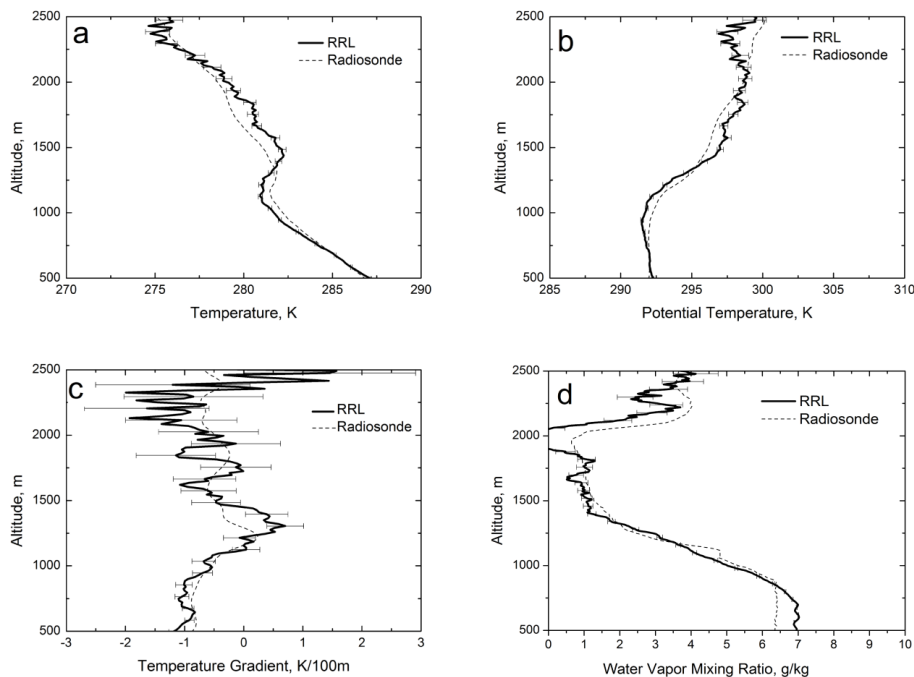 a
RRL
Radiosonde
2500
2000
1500
1000
500
Altitude, m
270
275
280
285
290
Temperature, K
b
RRL
Radiosonde
2500
2000
1500
1000
500
Altitude, m
285
290
295
300
305
310
Potential Temperature, K
c
RRL
Radiosonde
2500
2000
1500
1000
500
Altitude, m
-3
-2
-1
0
1
2
3
Temperature Gradient, K/100m
d
RRL
Radiosonde
2500
2000
1500
1000
500
Altitude, m
0
1
2
3
4
5
6
7
8
9
10
Water Vapor Mixing Ratio, g/kg